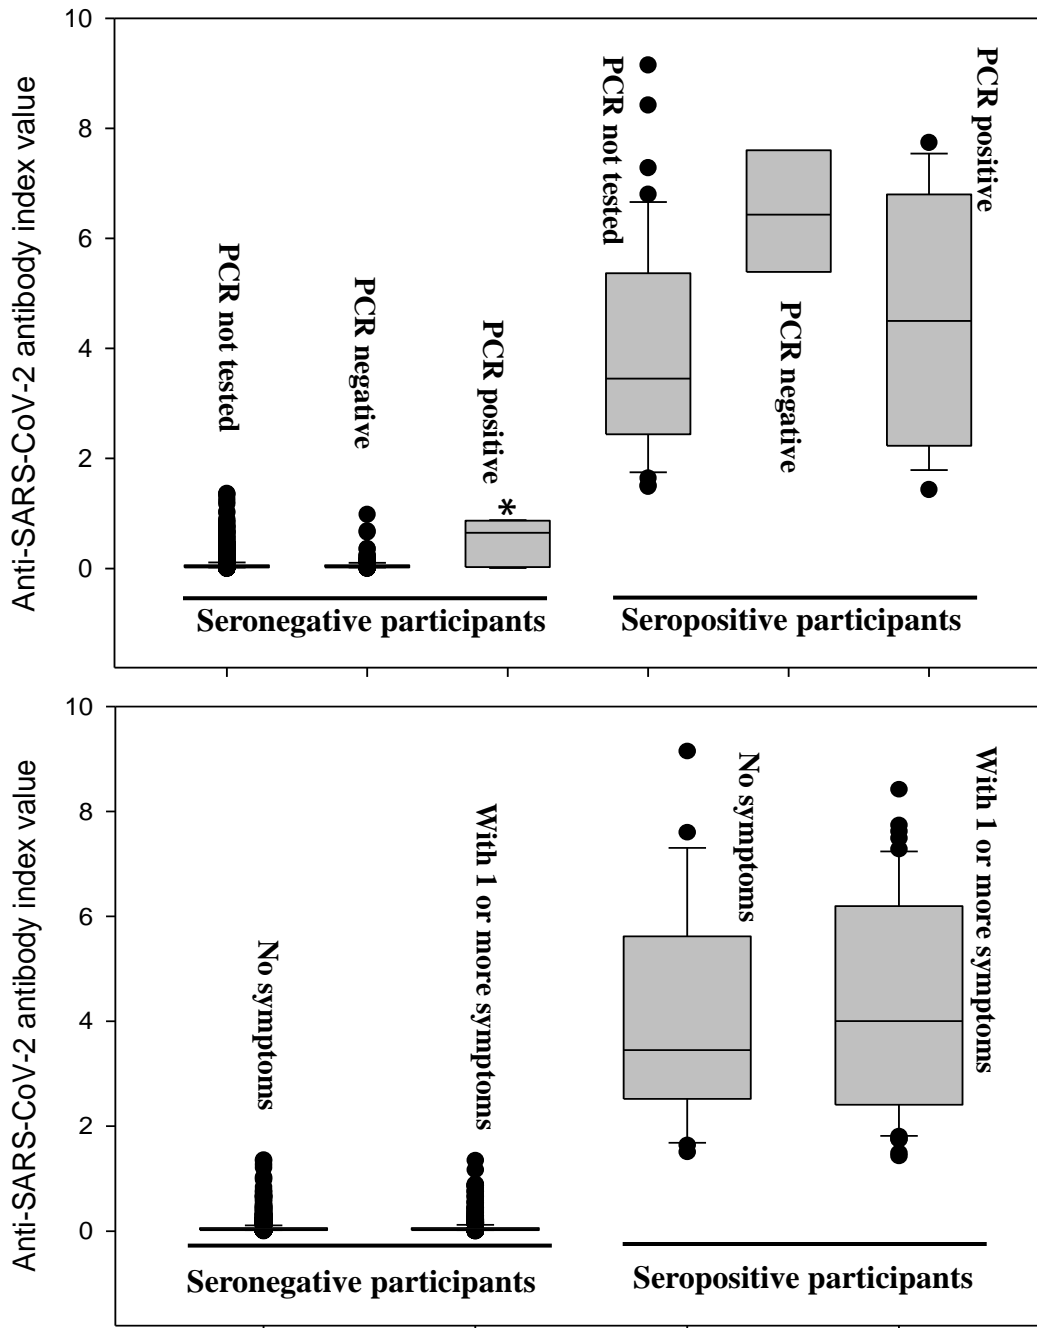 10
8
6
4
2
0
Anti-SARS-CoV-2 antibody index value
PCR not tested
PCR negative
PCR positive
*
PCR not tested
PCR negative
PCR positive
Seronegative participants
Seropositive participants
10
8
6
4
2
0
Anti-SARS-CoV-2 antibody index value
No symptoms
With 1 or more symptoms
No symptoms
With 1 or more symptoms
Seronegative participants
Seropositive participants